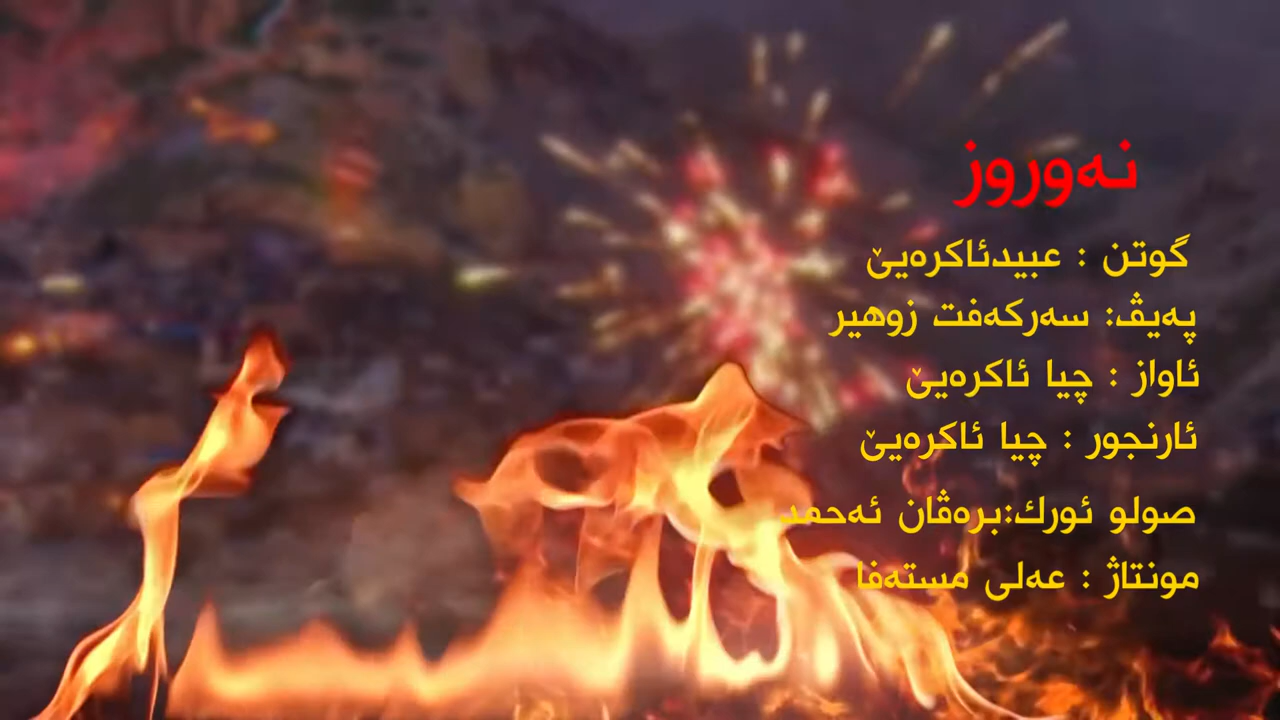 نەوروز
گوتن : عبیدئاکرەیێ
پەیڤ: سەرکەفت زوهیر
ئاواز : چیا ئاکرەیێ
ئارنجور : چیا ئاکرەیێ
صولو ئورك:برەڤان ئەحمد
مونتاژ : عەلی مستەفا